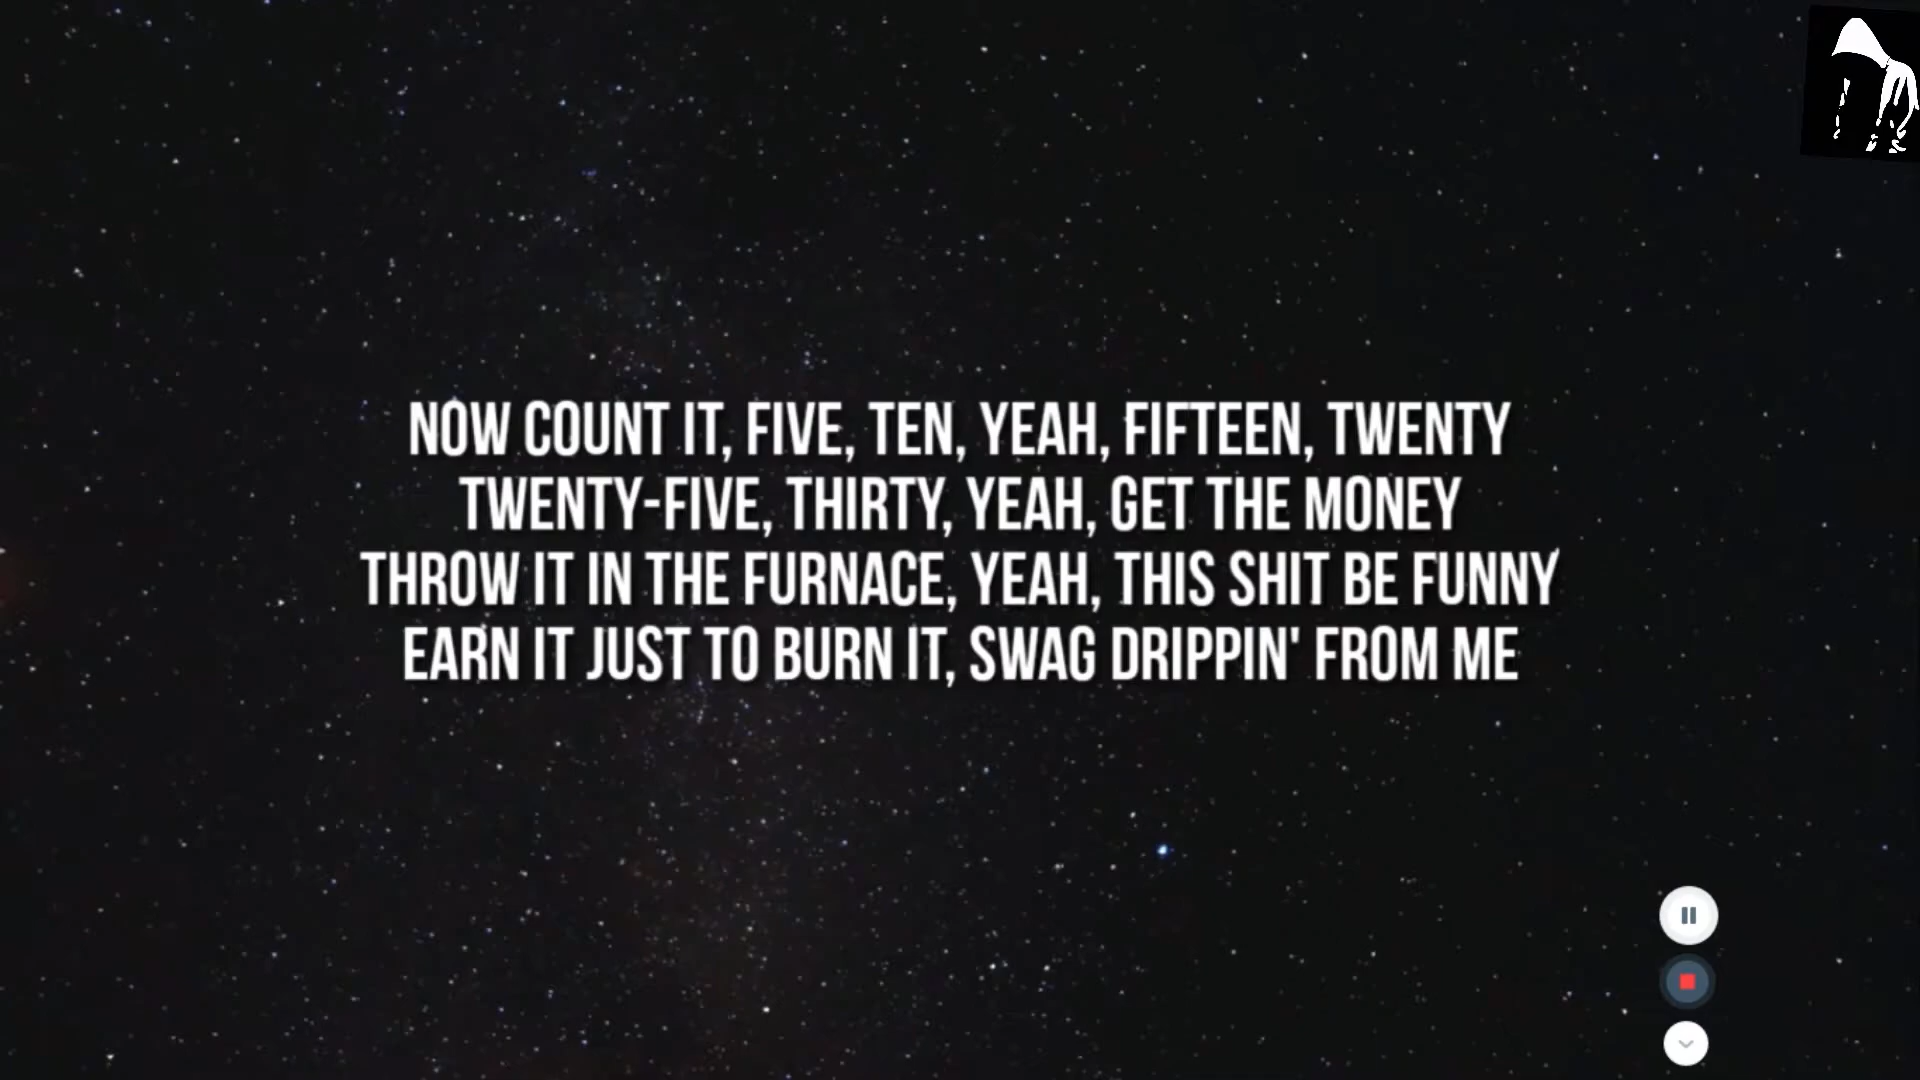 NOW COUNT IT, FIVE, TEN, YEAH, FIFTEEN, TWENTY
TWENTY-FIVE, THIRTY, YEAH, GET THE MONEY
THROW IT IN THE FURNACE, YEAH, THIS SHIT BE FUNNY
EARN IT JUST TO BURN IT, SWAG DRIPPIN' FROM ME